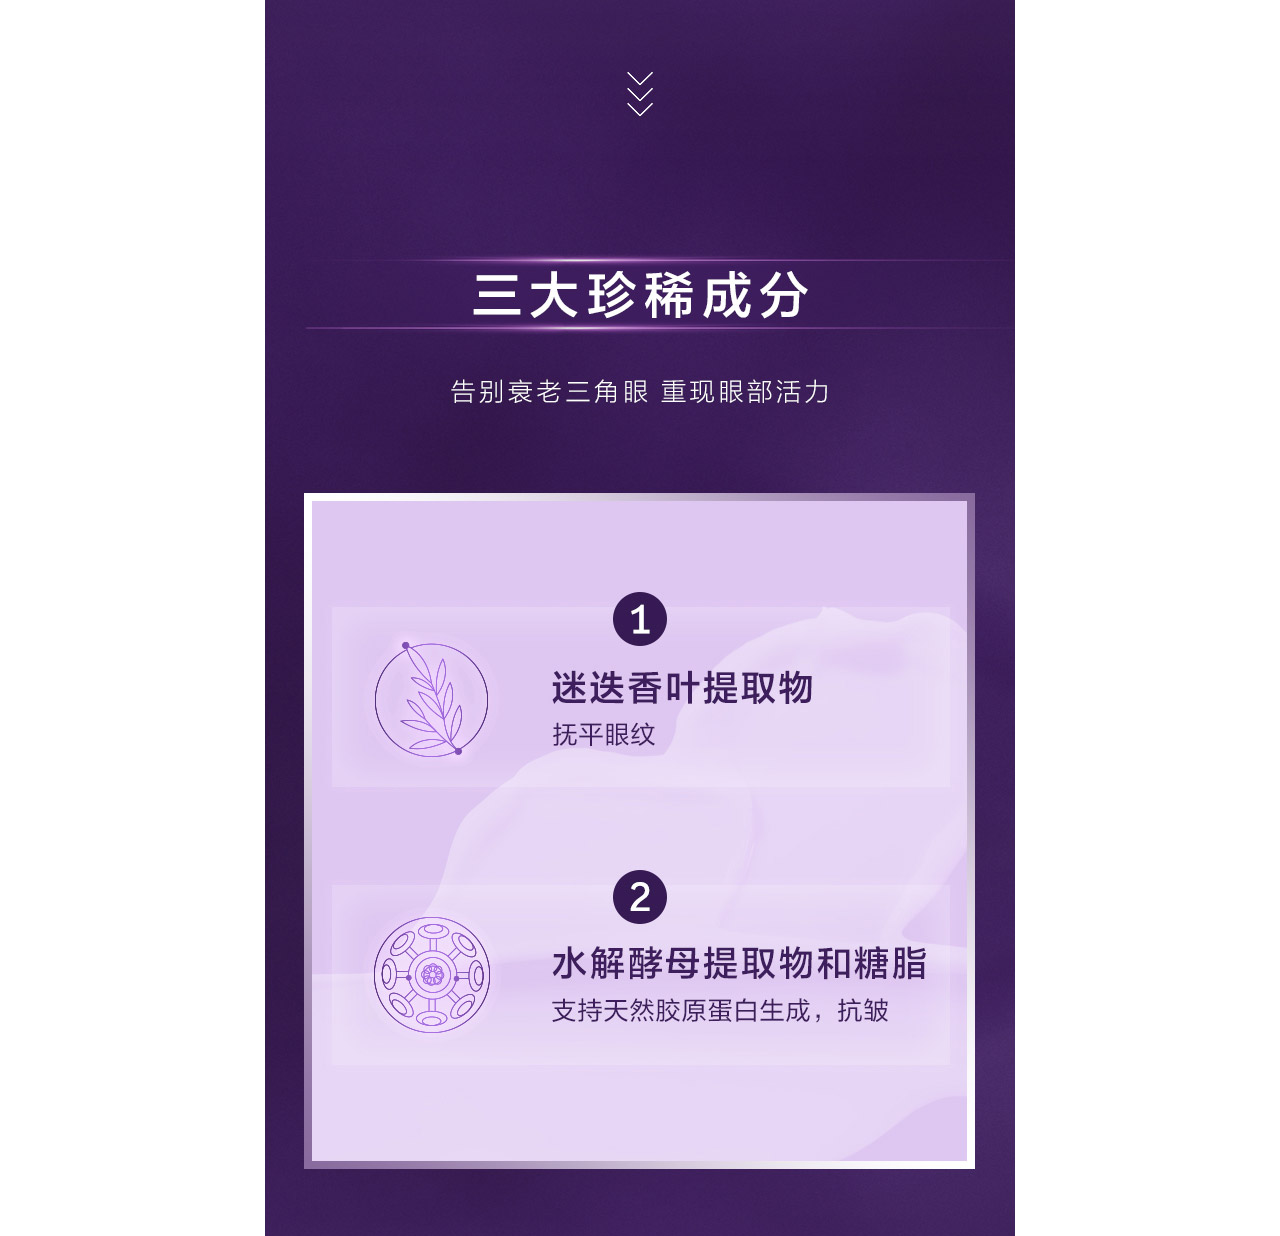 三大珍稀成分
告别衰老三角眼 重现眼部活力
1
迷迭香叶提取物
抚平眼纹
2
水解酵母提取物和糖脂
支持天然胶原蛋白生成，抗皱